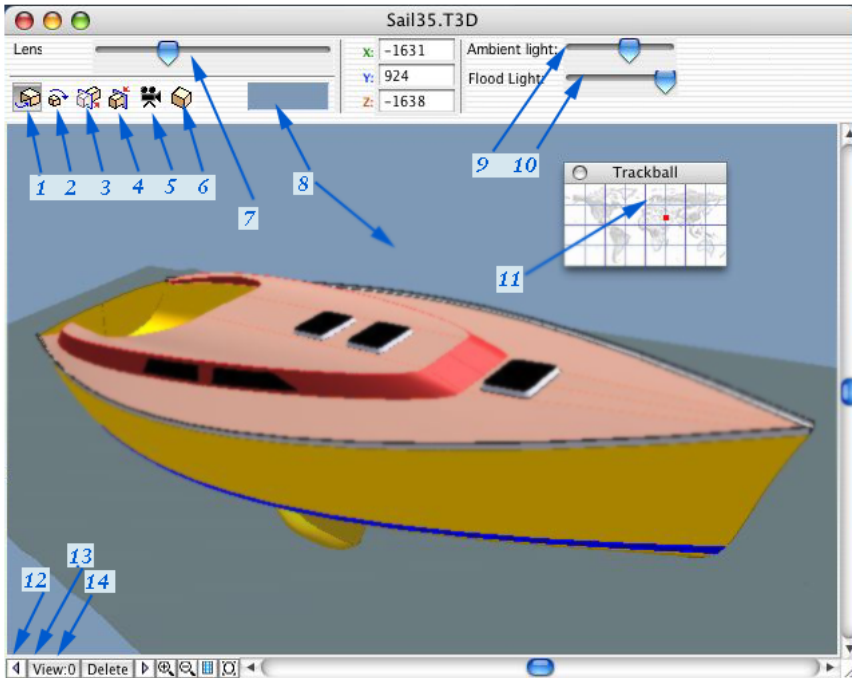 Sail35.T3D
Lens
X: -1631
Ambient light:
Y: 924
Flood Light:
Z: -1638
1 2 3 4 5 6
7
8
9 10
Trackball
11
12
13
14
View:0 Delete